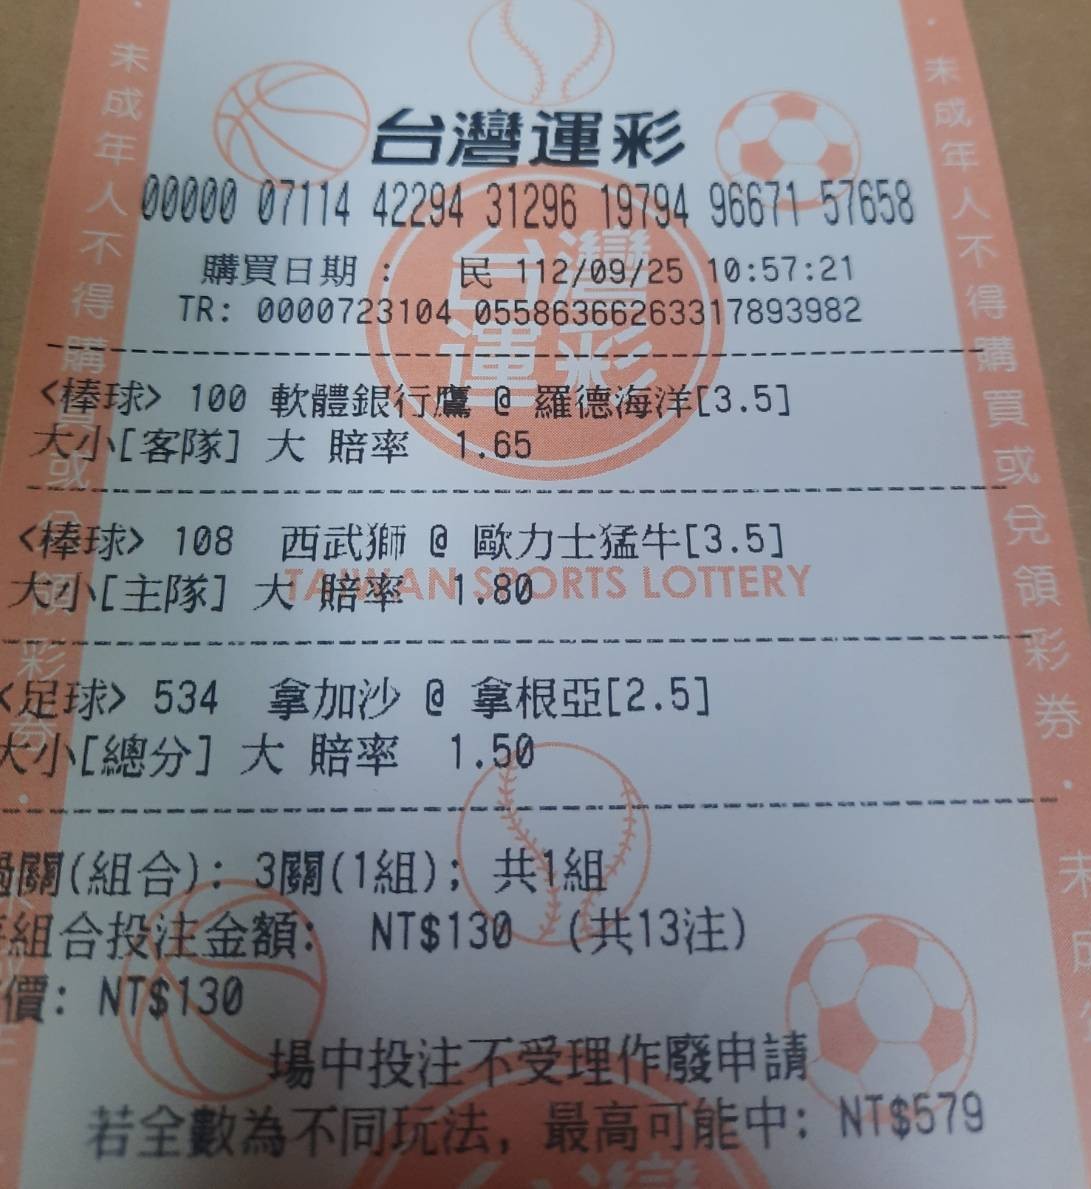 台灣運彩
00000 07114 42294 31296 19794 96671 57658
購買日期 : 民 112/09/25 10:57:21
TR: 0000723104 05586366263317893982
<棒球> 100 軟體銀行鷹 @ 羅德海洋[3.5]
大小[客隊] 大 賠率 1.65
<棒球> 108 西武獅 @ 歐力士猛牛[3.5]
大小[主隊] 大 賠率 1.80
TAIWAN SPORTS LOTTERY
<足球> 534 拿加沙 @ 拿根亞[2.5]
大小[總分] 大 賠率 1.50
過關(組合): 3關(1組); 共1組
組合投注金額: NT$130 (共13注)
價: NT$130
場中投注不受理作廢申請
若全數為不同玩法, 最高可能中: NT$579
未成年人不得購買或兌領彩券
未成年人不得購買或兌領彩券
台灣運彩